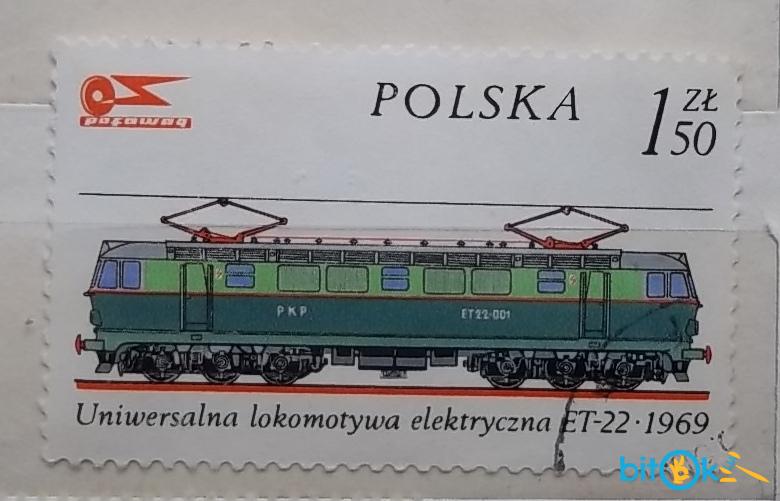 pafawag
POLSKA
1 ZŁ
50
PKP ET22-001
Uniwersalna lokomotywa elektryczna ET-22 · 1969
bitok